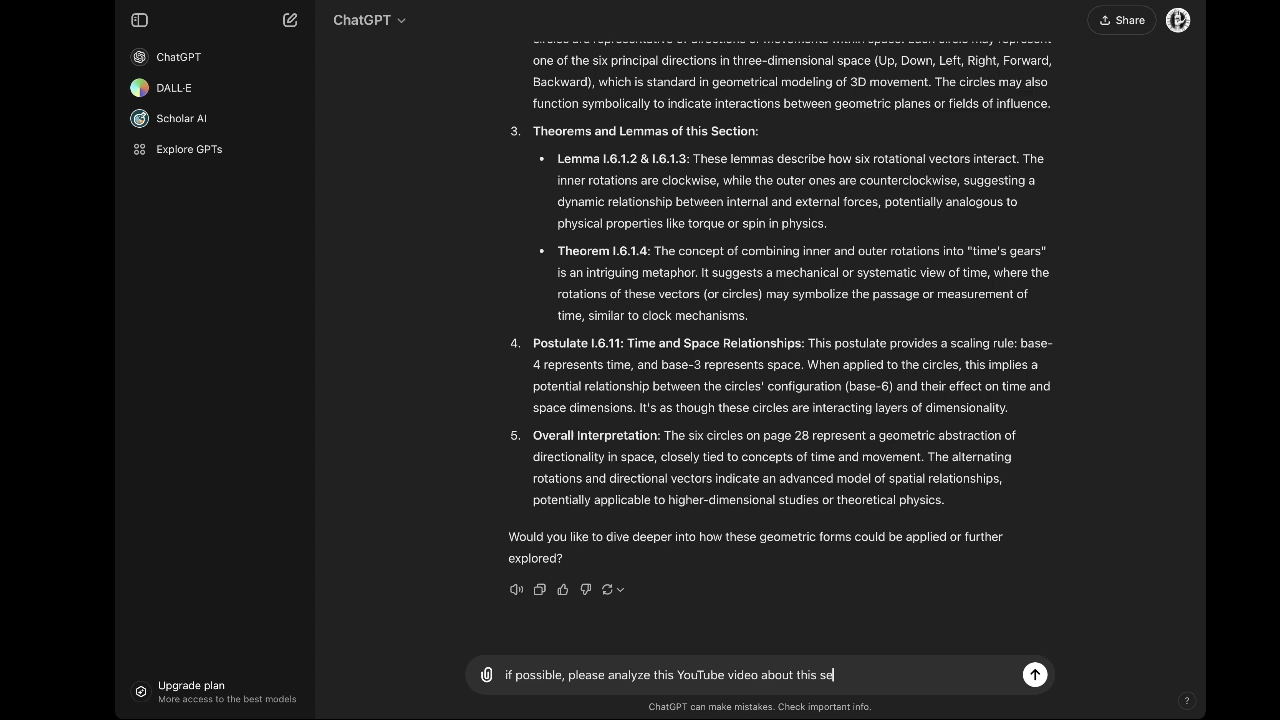 ChatGPT
Share
ChatGPT
DALL·E
Scholar AI
Explore GPTs
circles are representative of directions or movements within space. Each circle may represent
one of the six principal directions in three-dimensional space (Up, Down, Left, Right, Forward,
Backward), which is standard in geometrical modeling of 3D movement. The circles may also
function symbolically to indicate interactions between geometric planes or fields of influence.
3. Theorems and Lemmas of this Section:
• Lemma I.6.1.2 & I.6.1.3: These lemmas describe how six rotational vectors interact. The
inner rotations are clockwise, while the outer ones are counterclockwise, suggesting a
dynamic relationship between internal and external forces, potentially analogous to
physical properties like torque or spin in physics.
• Theorem I.6.1.4: The concept of combining inner and outer rotations into "time's gears"
is an intriguing metaphor. It suggests a mechanical or systematic view of time, where the
rotations of these vectors (or circles) may symbolize the passage or measurement of
time, similar to clock mechanisms.
4. Postulate I.6.11: Time and Space Relationships: This postulate provides a scaling rule: base-
4 represents time, and base-3 represents space. When applied to the circles, this implies a
potential relationship between the circles' configuration (base-6) and their effect on time and
space dimensions. It's as though these circles are interacting layers of dimensionality.
5. Overall Interpretation: The six circles on page 28 represent a geometric abstraction of
directionality in space, closely tied to concepts of time and movement. The alternating
rotations and directional vectors indicate an advanced model of spatial relationships,
potentially applicable to higher-dimensional studies or theoretical physics.
Would you like to dive deeper into how these geometric forms could be applied or further
explored?
if possible, please analyze this YouTube video about this se
Upgrade plan
More access to the best models
ChatGPT can make mistakes. Check important info.
?